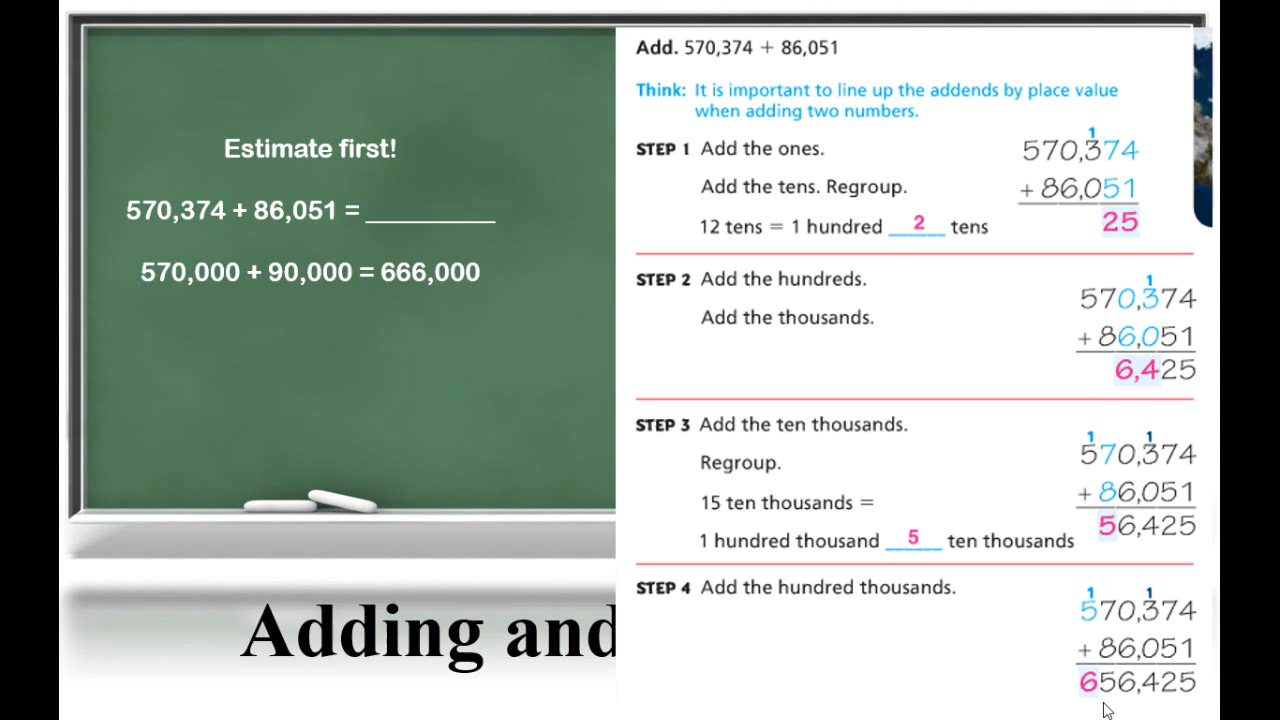 Estimate first!
570,374 + 86,051 = _________
570,000 + 90,000 = 666,000
Adding and
Add. 570,374 + 86,051
Think: It is important to line up the addends by place value
when adding two numbers.
STEP 1 Add the ones.
Add the tens. Regroup.
12 tens = 1 hundred 2 tens
1
570,374
+ 86,051
25
STEP 2 Add the hundreds.
Add the thousands.
1
570,374
+ 86,051
6,425
STEP 3 Add the ten thousands.
Regroup.
15 ten thousands =
1 hundred thousand 5 ten thousands
1 1
570,374
+ 86,051
56,425
STEP 4 Add the hundred thousands.
1 1
570,374
+ 86,051
656,425